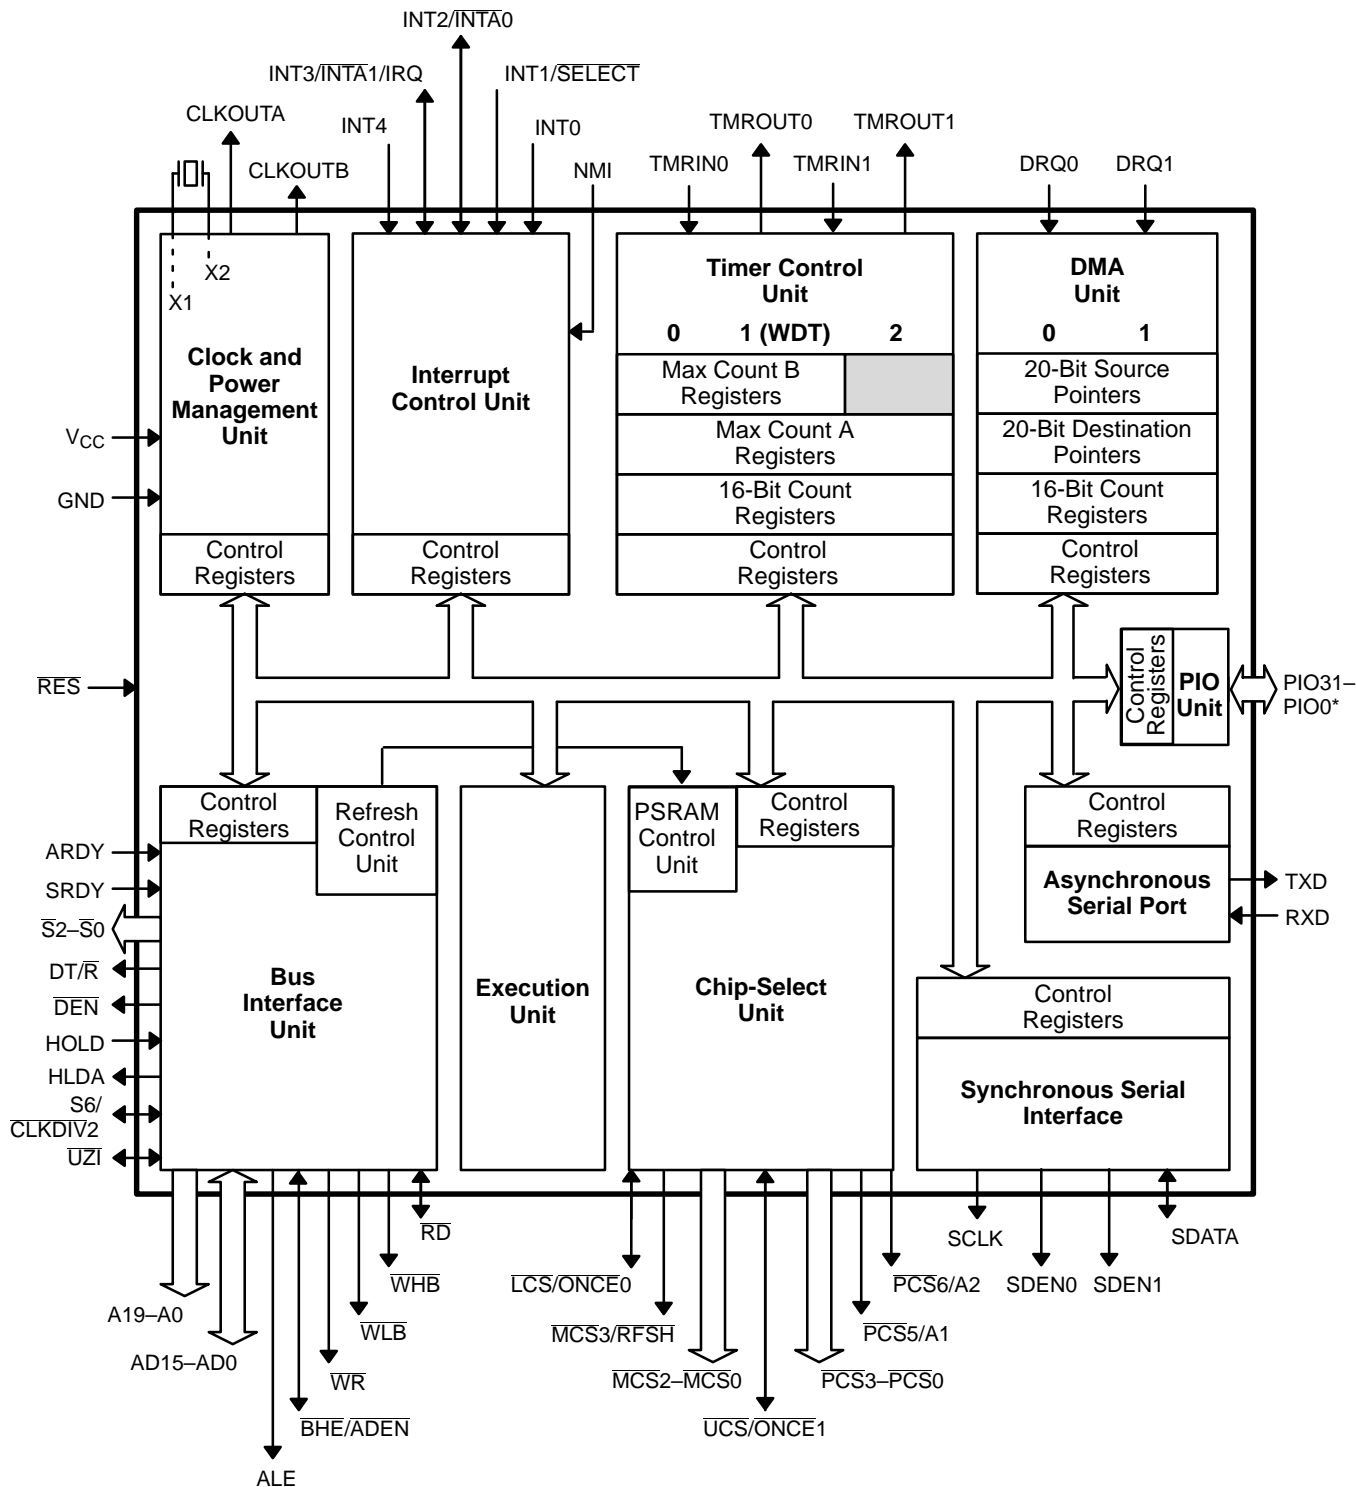 INT2/INTA0
INT3/INTA1/IRQ
INT1/SELECT
CLKOUTA
INT4
INT0
TMROUT0
TMROUT1
CLKOUTB
NMI
TMRIN0
TMRIN1
DRQ0
DRQ1
X2
X1
Clock and
Power
Management
Unit
Control
Registers
Interrupt
Control Unit
Control
Registers
Timer Control
Unit
0 1 (WDT) 2
Max Count B
Registers
Max Count A
Registers
16-Bit Count
Registers
Control
Registers
DMA
Unit
0 1
20-Bit Source
Pointers
20-Bit Destination
Pointers
16-Bit Count
Registers
Control
Registers
VCC
GND
RES
Control
Registers
PIO
Unit
PIO31–
PIO0*
Control
Registers
Refresh
Control
Unit
Bus
Interface
Unit
Execution
Unit
PSRAM
Control
Unit
Control
Registers
Chip-Select
Unit
Control
Registers
Asynchronous
Serial Port
TXD
RXD
Control
Registers
Synchronous Serial
Interface
ARDY
SRDY
S2–S0
DT/R
DEN
HOLD
HLDA
S6/
CLKDIV2
UZI
RD
WHB
A19–A0
WLB
AD15–AD0
WR
BHE/ADEN
ALE
LCS/ONCE0
MCS3/RFSH
MCS2–MCS0
UCS/ONCE1
PCS6/A2
PCS5/A1
PCS3–PCS0
SCLK
SDEN0
SDEN1
SDATA